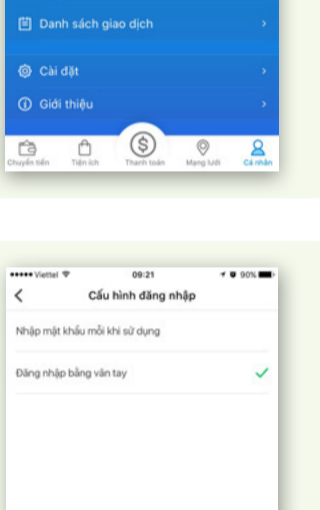 Danh sách giao dịch
Cài đặt
Giới thiệu
Chuyển tiền Tiện ích Thanh toán Mạng lưới Cá nhân
Viettel 09:21 90%
Cấu hình đăng nhập
Nhập mật khẩu mỗi khi sử dụng
Đăng nhập bằng vân tay